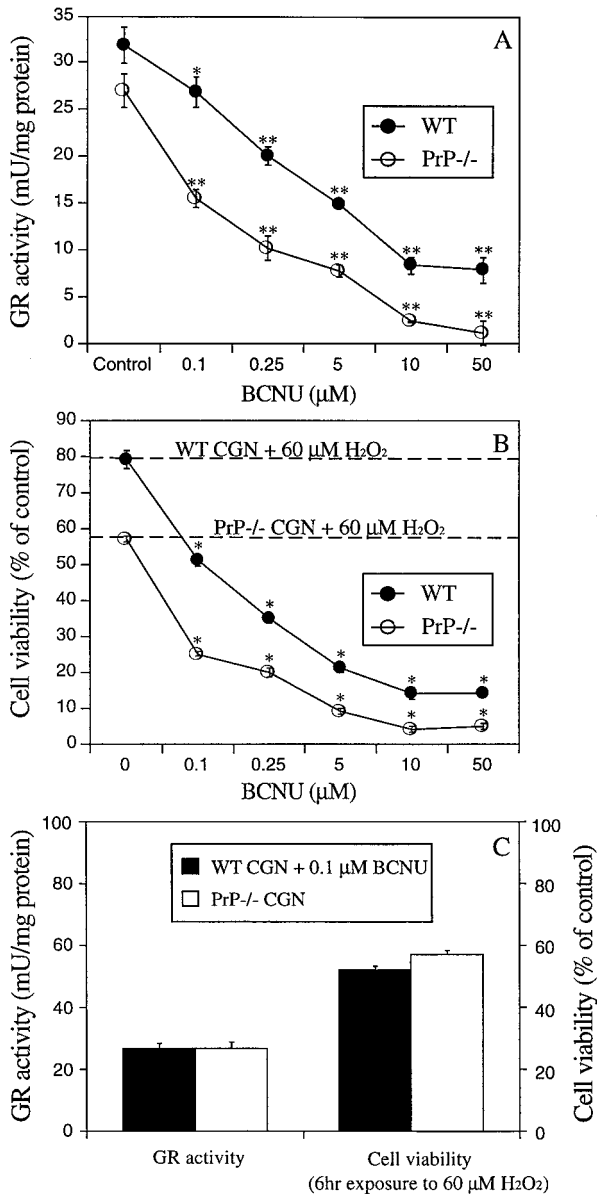 A
35
30
25
20
15
10
5
0
GR activity (mU/mg protein)
WT
PrP-/-
*
**
**
**
**
**
**
**
**
**
Control 0.1 0.25 5 10 50
BCNU (μM)
B
90
80
70
60
50
40
30
20
10
0
Cell viability (% of control)
WT CGN + 60 μM H₂O₂
PrP-/- CGN + 60 μM H₂O₂
WT
PrP-/-
*
*
*
*
*
*
*
*
*
*
0 0.1 0.25 5 10 50
BCNU (μM)
C
100
80
60
40
20
0
GR activity (mU/mg protein)
WT CGN + 0.1 μM BCNU
PrP-/- CGN
100
80
60
40
20
0
Cell viability (% of control)
GR activity
Cell viability
(6hr exposure to 60 μM H₂O₂)